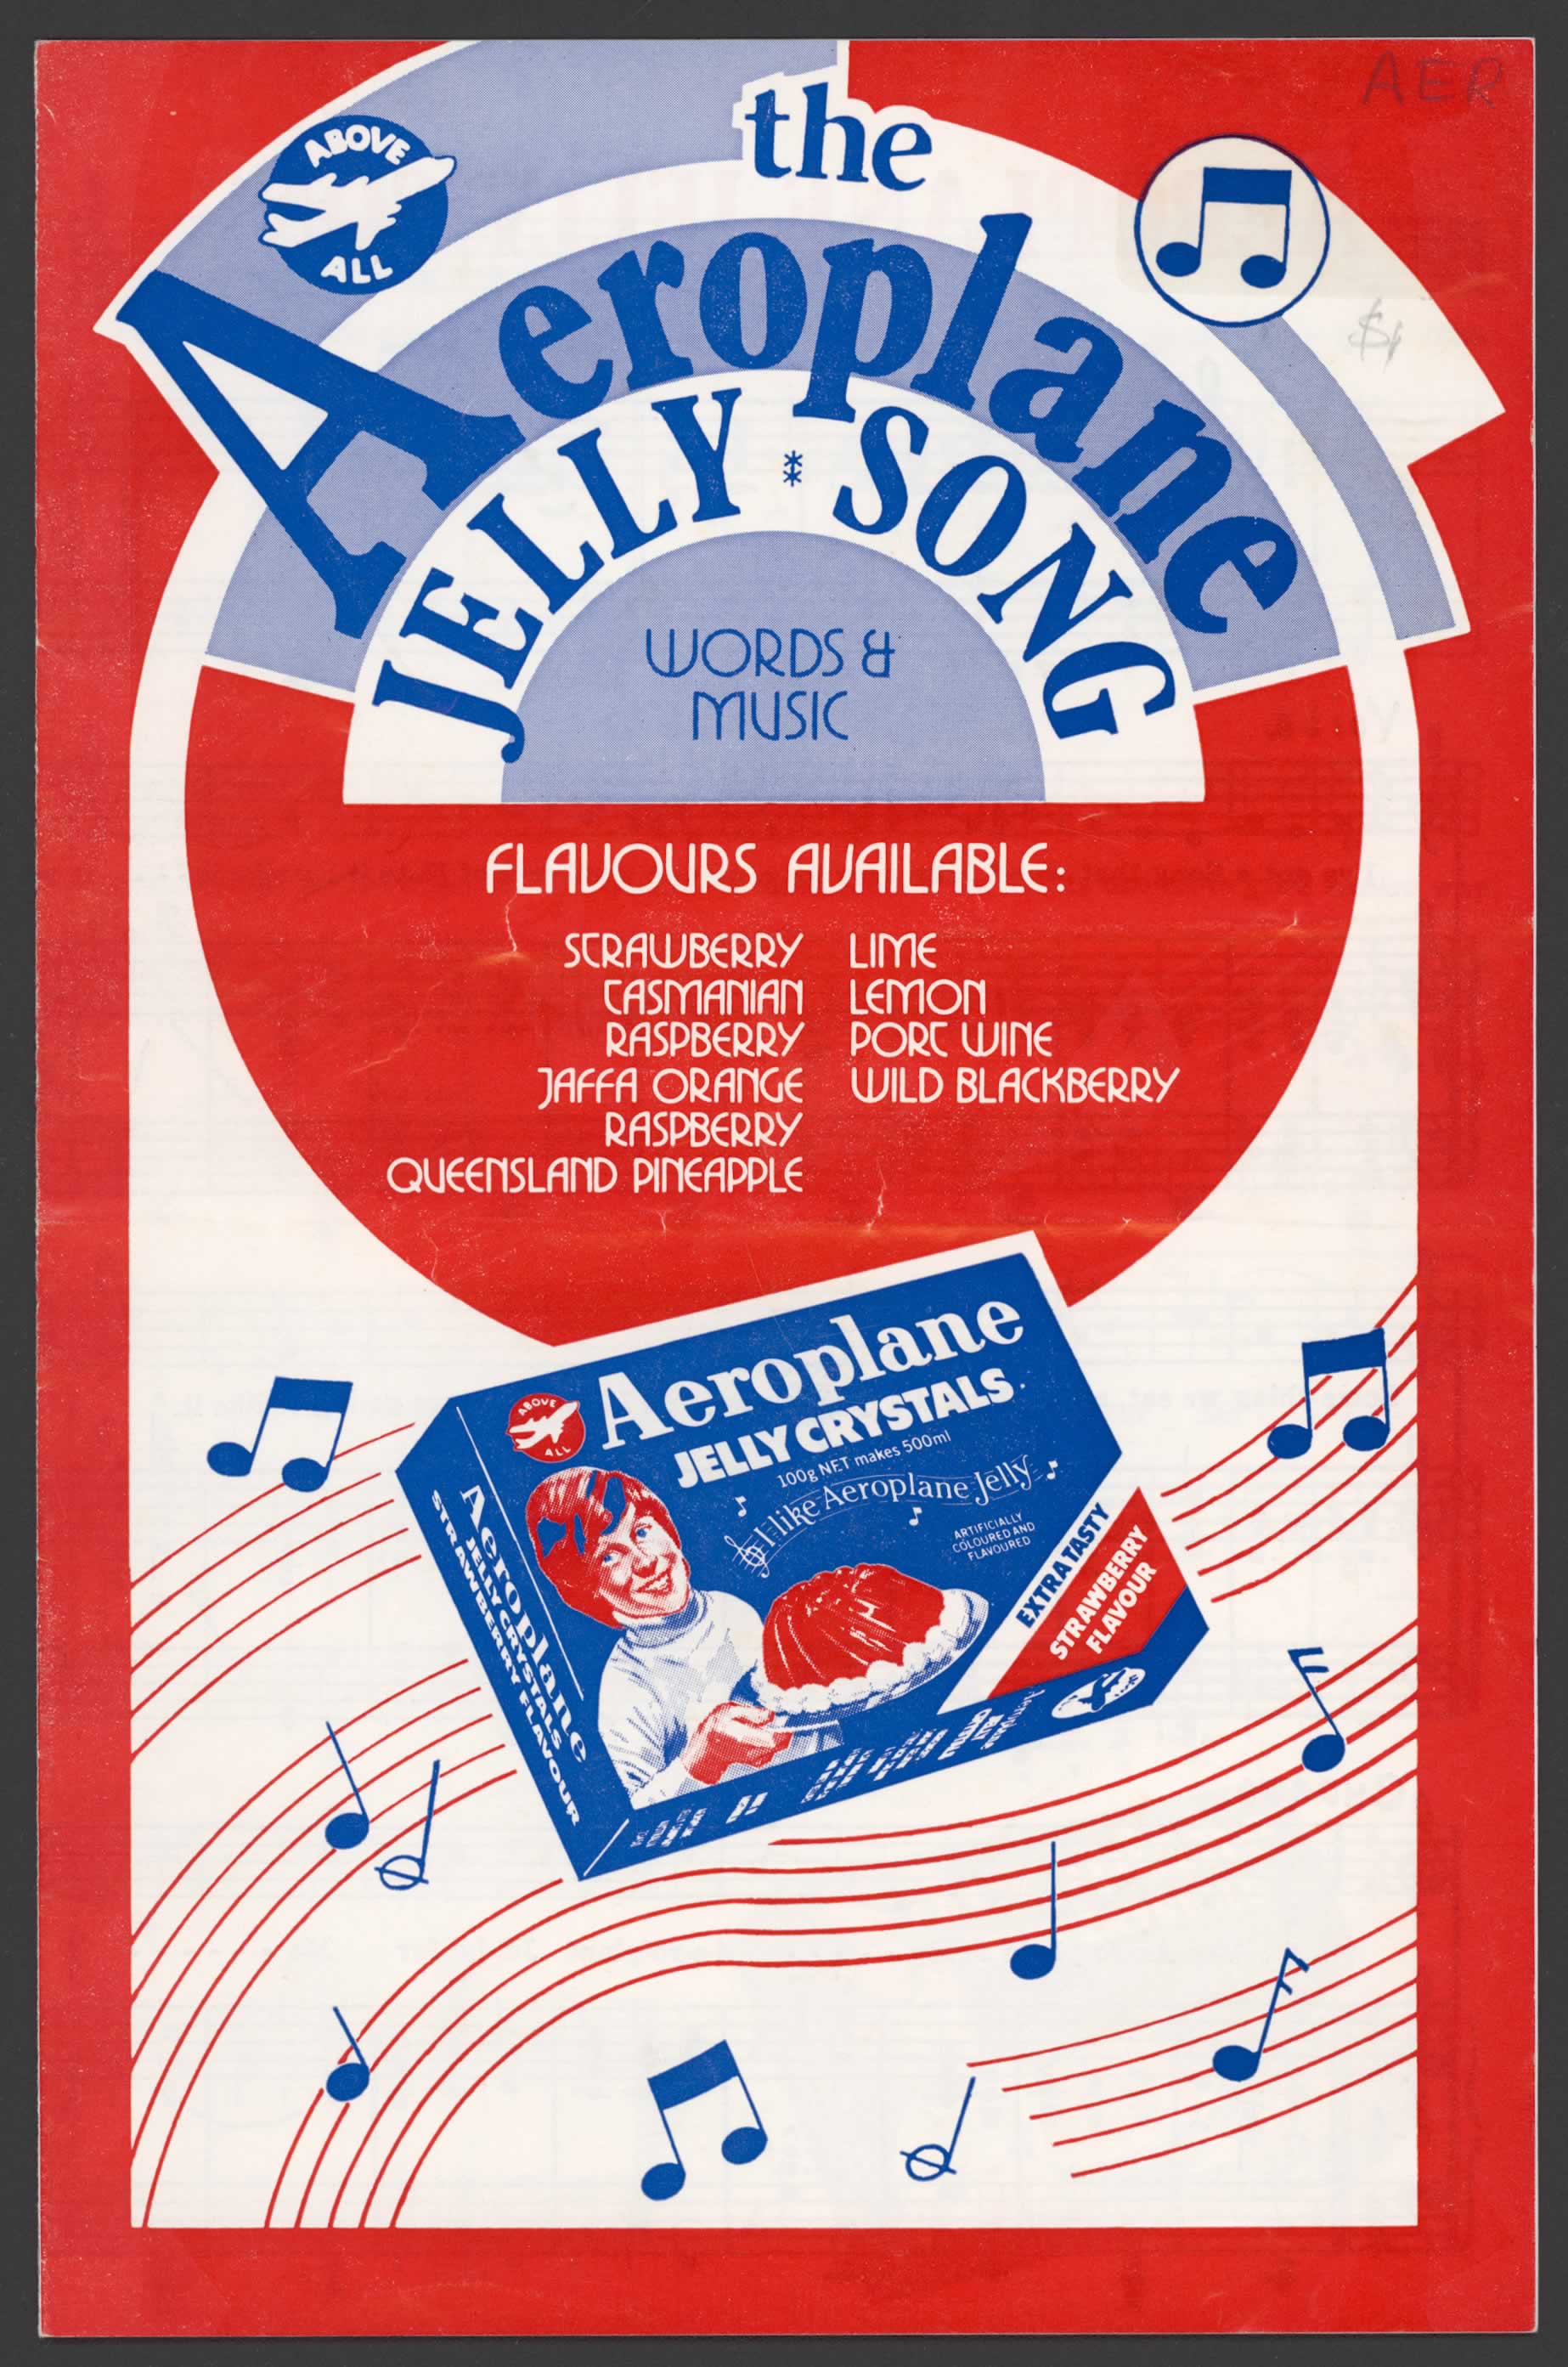 AER
the
ABOVE
ALL
$1
Aeroplane
JELLY SONG
WORDS &
MUSIC
FLAVOURS AVAILABLE:
STRAWBERRY
TASMANIAN
RASPBERRY
JAFFA ORANGE
RASPBERRY
QUEENSLAND PINEAPPLE
LIME
LEMON
PORT WINE
WILD BLACKBERRY
ABOVE
ALL
Aeroplane
JELLY CRYSTALS
100g NET makes 500ml
I like Aeroplane Jelly
ARTIFICIALLY
COLOURED AND
FLAVOURED
EXTRA TASTY
STRAWBERRY
FLAVOUR
Aeroplane
JELLY CRYSTALS
STRAWBERRY FLAVOUR